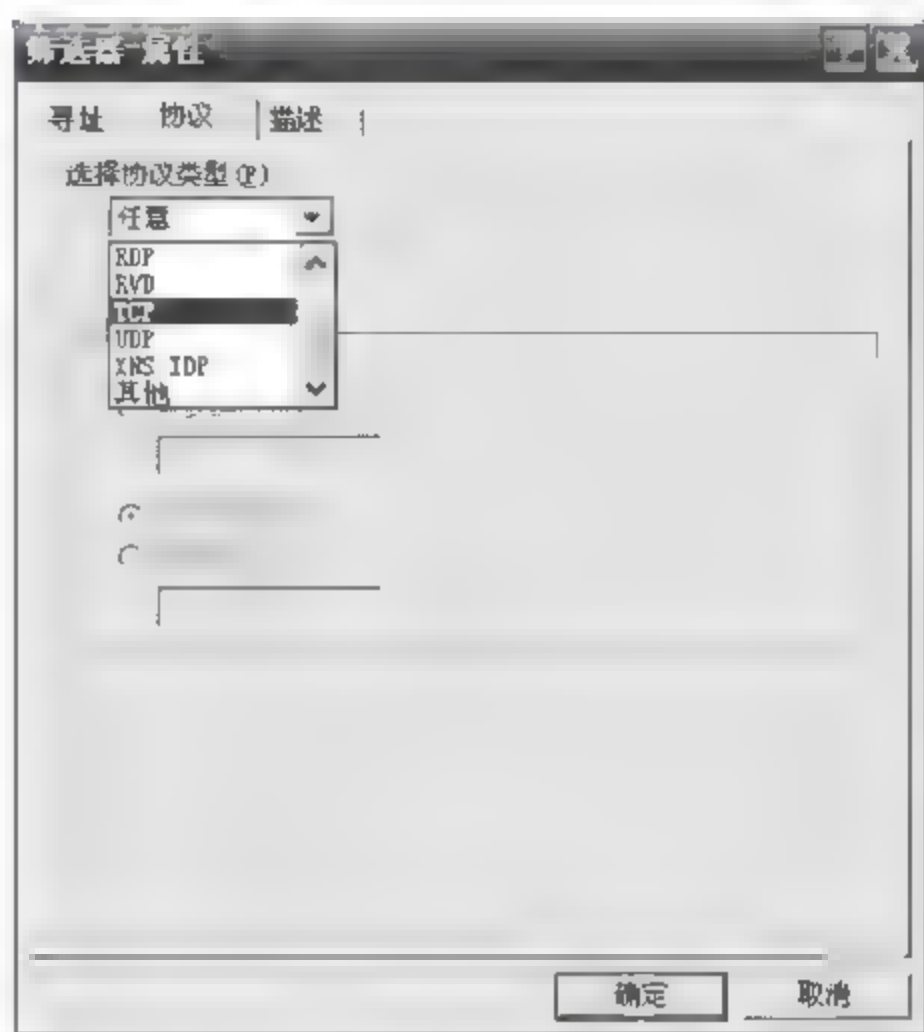 筛选器 属性
寻址 协议 描述
选择协议类型(P)
任意
RDP
RVD
TCP
UDP
XNS IDP
其他
确定 取消